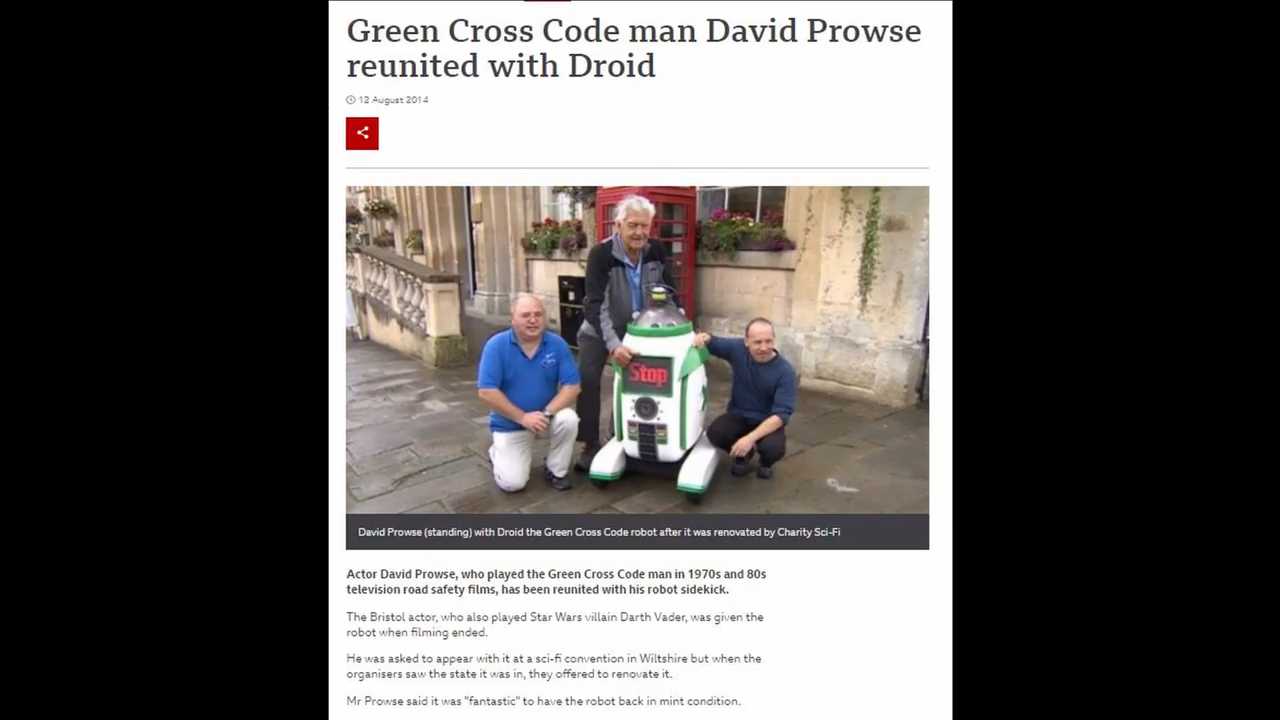 Green Cross Code man David Prowse
reunited with Droid
12 August 2014
Stop
David Prowse (standing) with Droid the Green Cross Code robot after it was renovated by Charity Sci-Fi
Actor David Prowse, who played the Green Cross Code man in 1970s and 80s
television road safety films, has been reunited with his robot sidekick.
The Bristol actor, who also played Star Wars villain Darth Vader, was given the
robot when filming ended.
He was asked to appear with it at a sci-fi convention in Wiltshire but when the
organisers saw the state it was in, they offered to renovate it.
Mr Prowse said it was "fantastic" to have the robot back in mint condition.